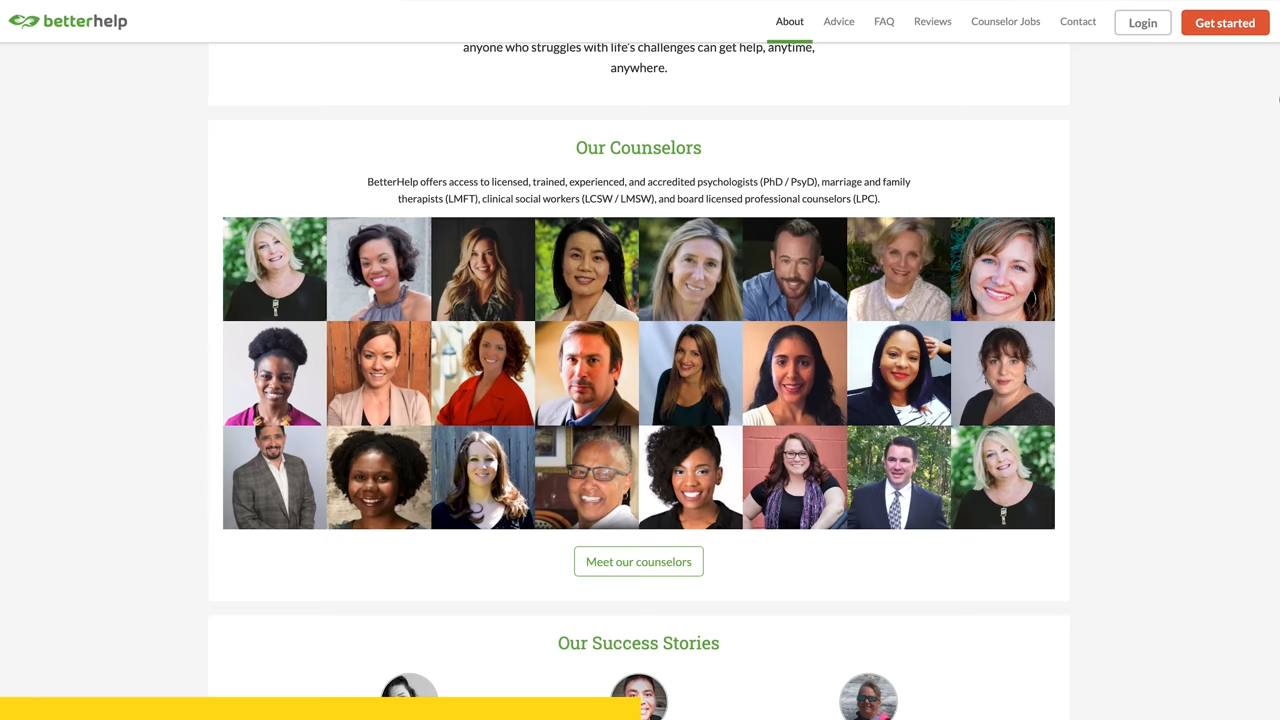 betterhelp
About Advice FAQ Reviews Counselor Jobs Contact Login Get started
anyone who struggles with life's challenges can get help, anytime,
anywhere.
Our Counselors
BetterHelp offers access to licensed, trained, experienced, and accredited psychologists (PhD / PsyD), marriage and family
therapists (LMFT), clinical social workers (LCSW / LMSW), and board licensed professional counselors (LPC).
Meet our counselors
Our Success Stories